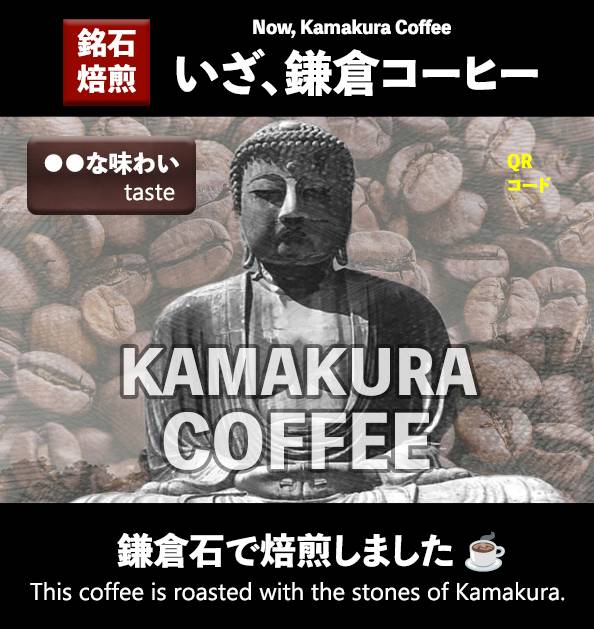 Now, Kamakura Coffee
銘石
焙煎
いざ、鎌倉コーヒー
●●な味わい
taste
QR
コード
KAMAKURA
COFFEE
鎌倉石で焙煎しました
This coffee is roasted with the stones of Kamakura.